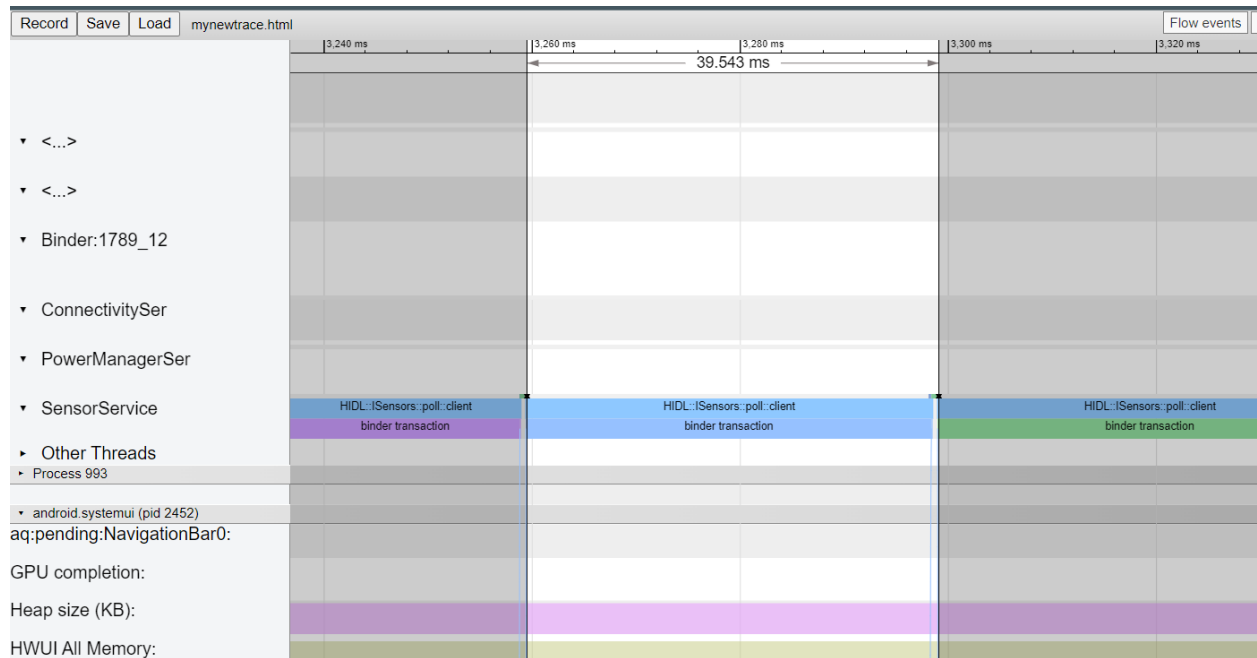 Record Save Load mynewtrace.html Flow events
3,240 ms 3,260 ms 3,280 ms 3,300 ms 3,320 ms
39.543 ms
<...>
<...>
Binder:1789_12
ConnectivitySer
PowerManagerSer
SensorService HIDL::ISensors::poll::client HIDL::ISensors::poll::client HIDL::ISensors::poll::client
binder transaction binder transaction binder transaction
Other Threads
Process 993
android.systemui (pid 2452)
aq:pending:NavigationBar0:
GPU completion:
Heap size (KB):
HWUI All Memory: